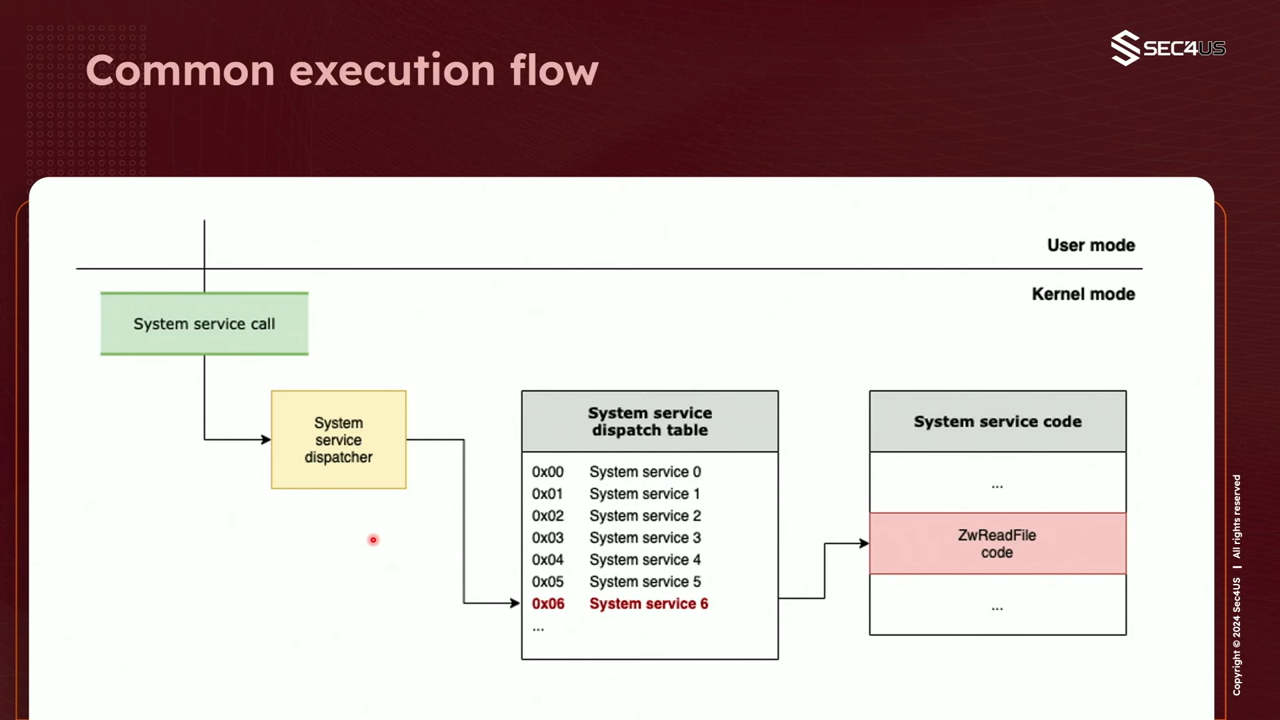 Common execution flow
SEC4US
User mode
Kernel mode
System service call
System
service
dispatcher
System service
dispatch table
0x00 System service 0
0x01 System service 1
0x02 System service 2
0x03 System service 3
0x04 System service 4
0x05 System service 5
0x06 System service 6
...
System service code
...
ZwReadFile
code
...
Copyright © 2024 Sec4US | All rights reserved